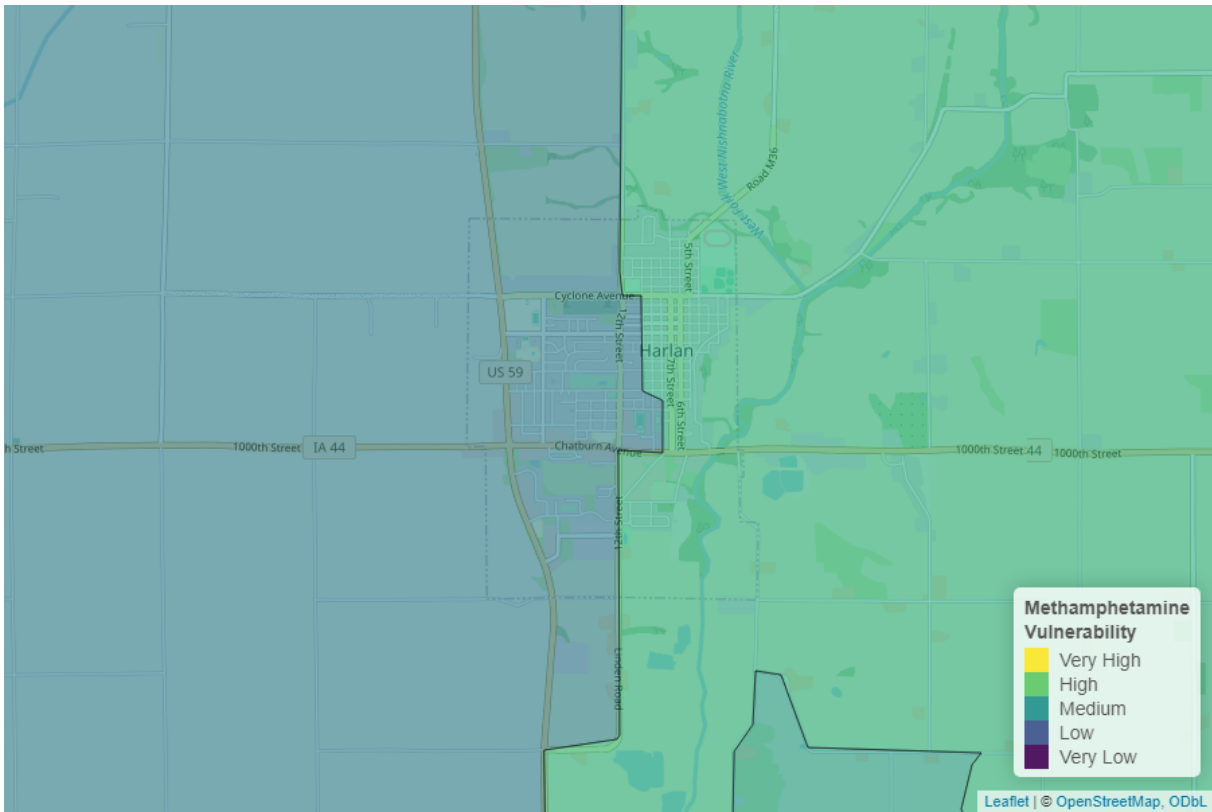 West Fork West Nishnabotna River
Road M36
5th Street
Cyclone Avenue
12th Street
Harlan
US 59
7th Street
6th Street
h Street
1000th Street
IA 44
Chatburn Avenue
1000th Street
44
1000th Street
12th Street
Linden Road
Methamphetamine
Vulnerability
Very High
High
Medium
Low
Very Low
Leaflet | © OpenStreetMap, ODbL